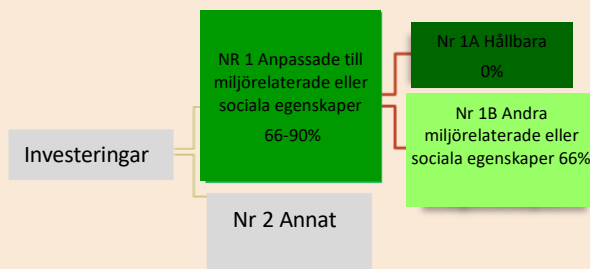 Investeringar
NR 1 Anpassade till
miljörelaterade eller
sociala egenskaper
66-90%
Nr 1A Hållbara
0%
Nr 1B Andra
miljörelaterade eller
sociala egenskaper 66%
Nr 2 Annat